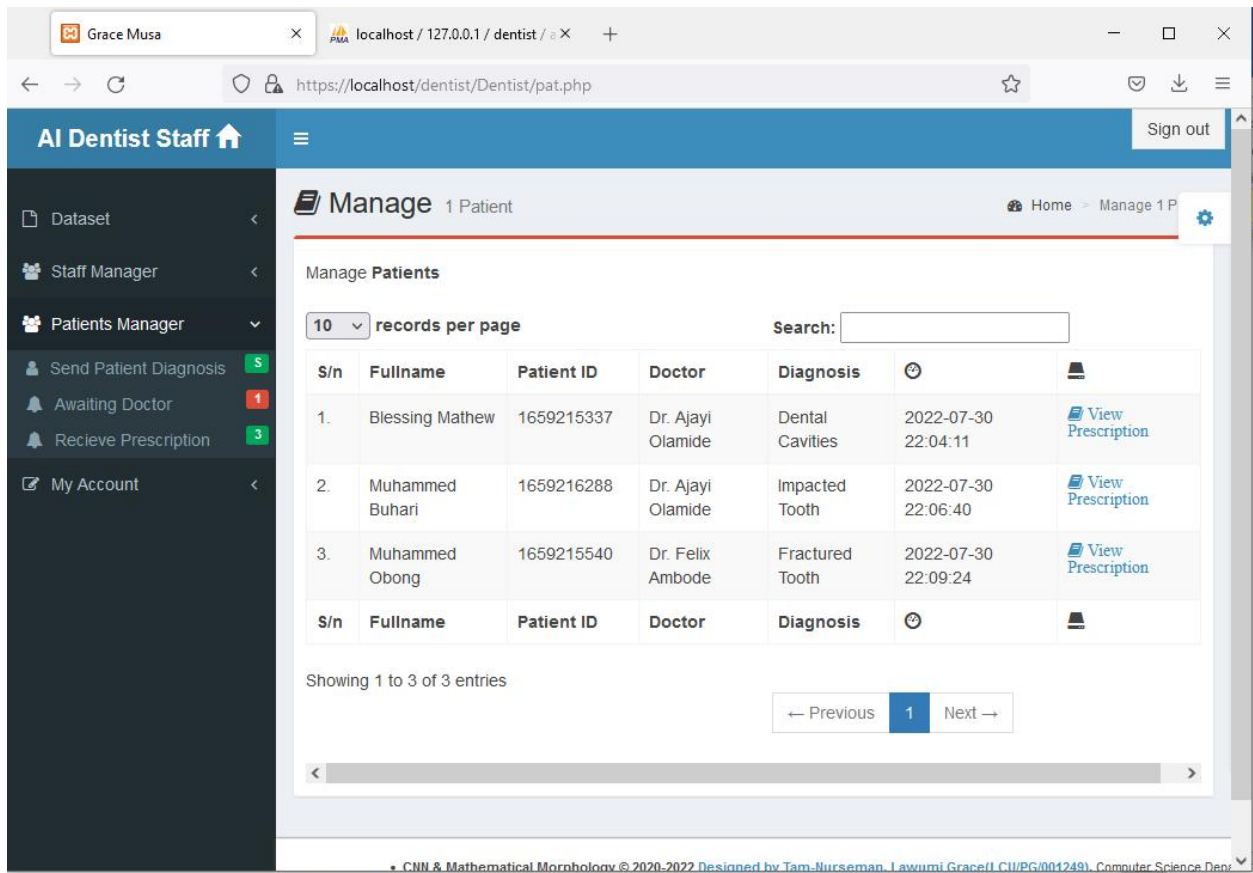 Grace Musa
PMA localhost / 127.0.0.1 / dentist / a
https://localhost/dentist/Dentist/pat.php
AI Dentist Staff
Sign out
Manage 1 Patient
Home > Manage 1 P
Dataset
Staff Manager
Patients Manager
Send Patient Diagnosis S
Awaiting Doctor 1
Recieve Prescription 3
My Account
Manage Patients
10 records per page
Search:
S/n Fullname Patient ID Doctor Diagnosis
1. Blessing Mathew 1659215337 Dr. Ajayi Dental 2022-07-30 View
Olamide Cavities 22:04:11 Prescription
2. Muhammed 1659216288 Dr. Ajayi Impacted 2022-07-30 View
Buhari Olamide Tooth 22:06:40 Prescription
3. Muhammed 1659215540 Dr. Felix Fractured 2022-07-30 View
Obong Ambode Tooth 22:09:24 Prescription
S/n Fullname Patient ID Doctor Diagnosis
Showing 1 to 3 of 3 entries
← Previous 1 Next →
• CNN & Mathematical Morphology © 2020-2022 Designed by Tam-Nurseman, Lawumi Grace(LCU/PG/001249). Computer Science Depa